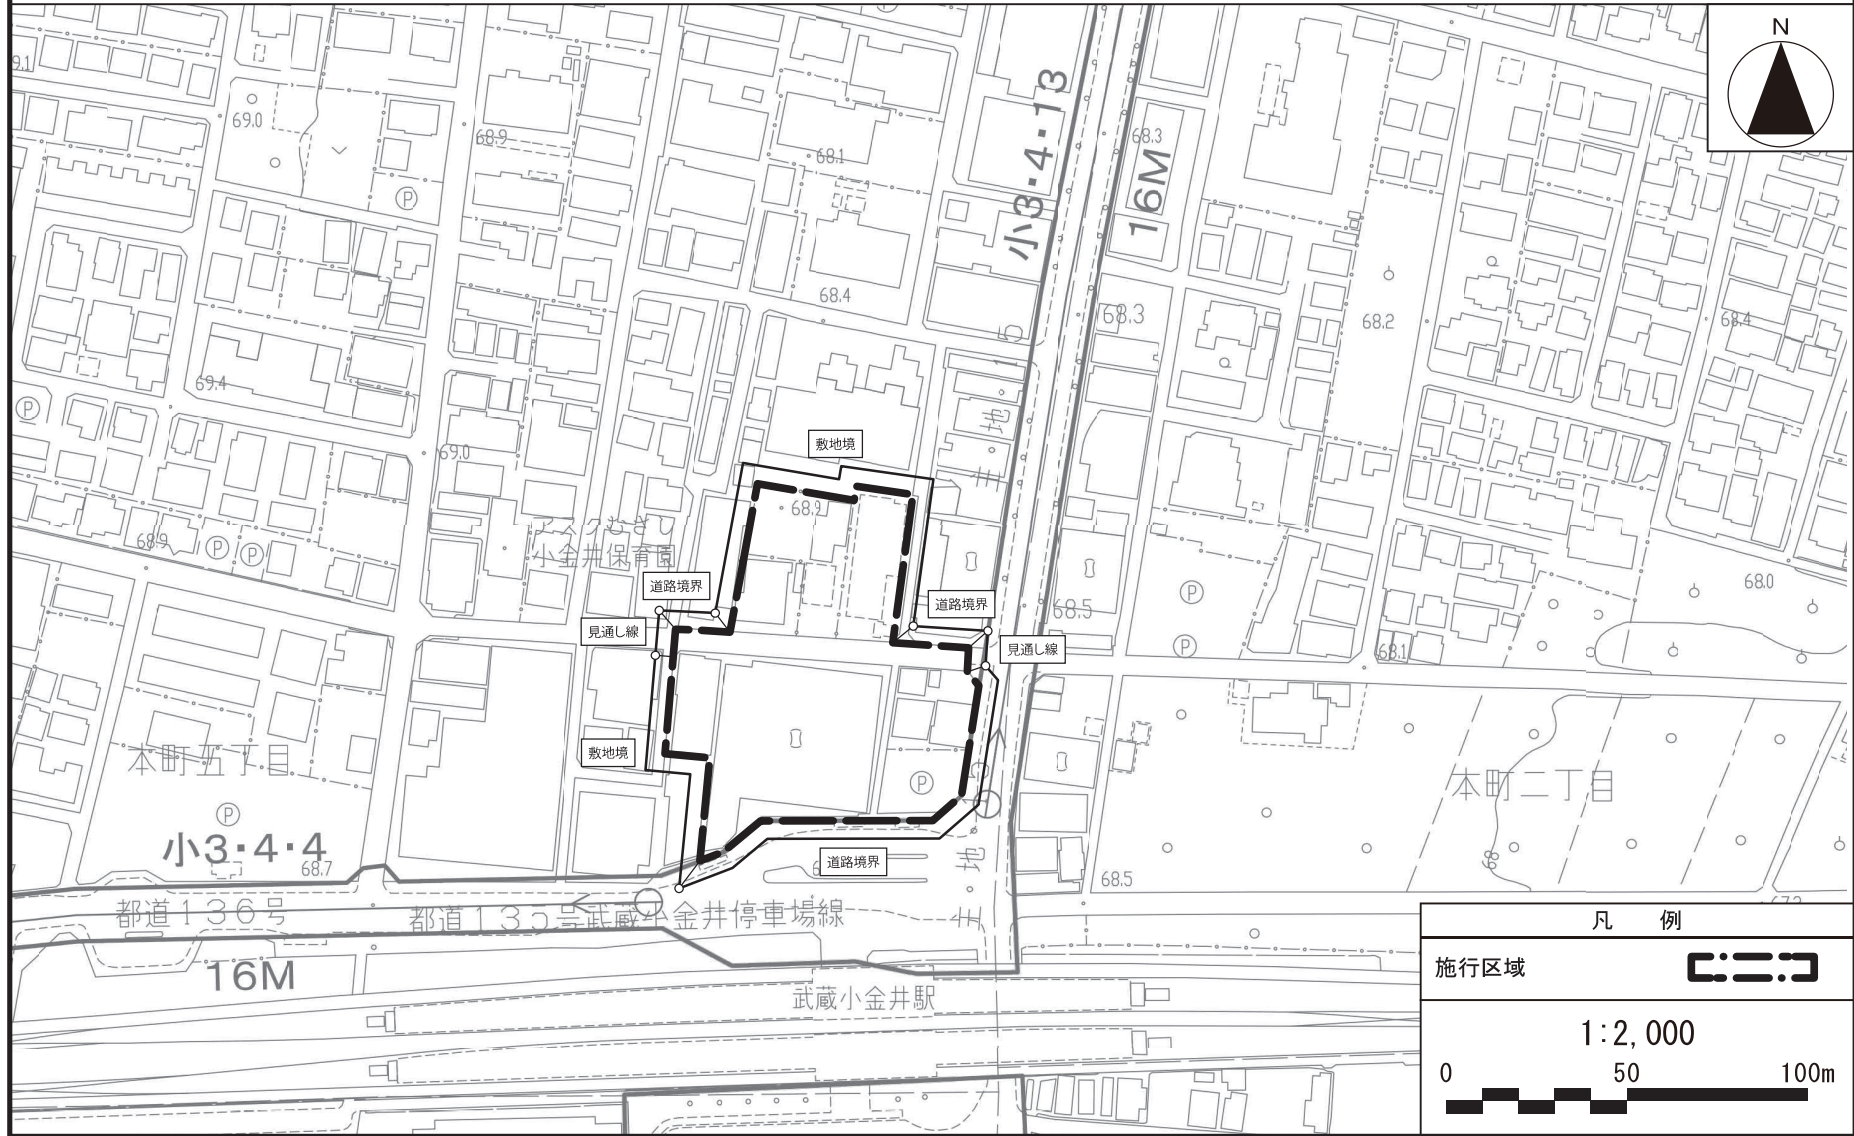 N
9.1
69.0
68.9
68.1
小3・4・13
16M
68.3
P
68.4
68.3
68.2
68.4
69.4
P
69.0
敷地境
68.9
小金井保育園
68.9
P
P
道路境界
見通し線
道路境界
見通し線
68.5
P
P
68.0
68.1
敷地境
本町五丁目
P
本町二丁目
P
小3・4・4
68.7
道路境界
68.5
都道136号
都道135号武蔵小金井停車場線
16M
武蔵小金井駅
凡 例
施行区域
1:2,000
0 50 100m